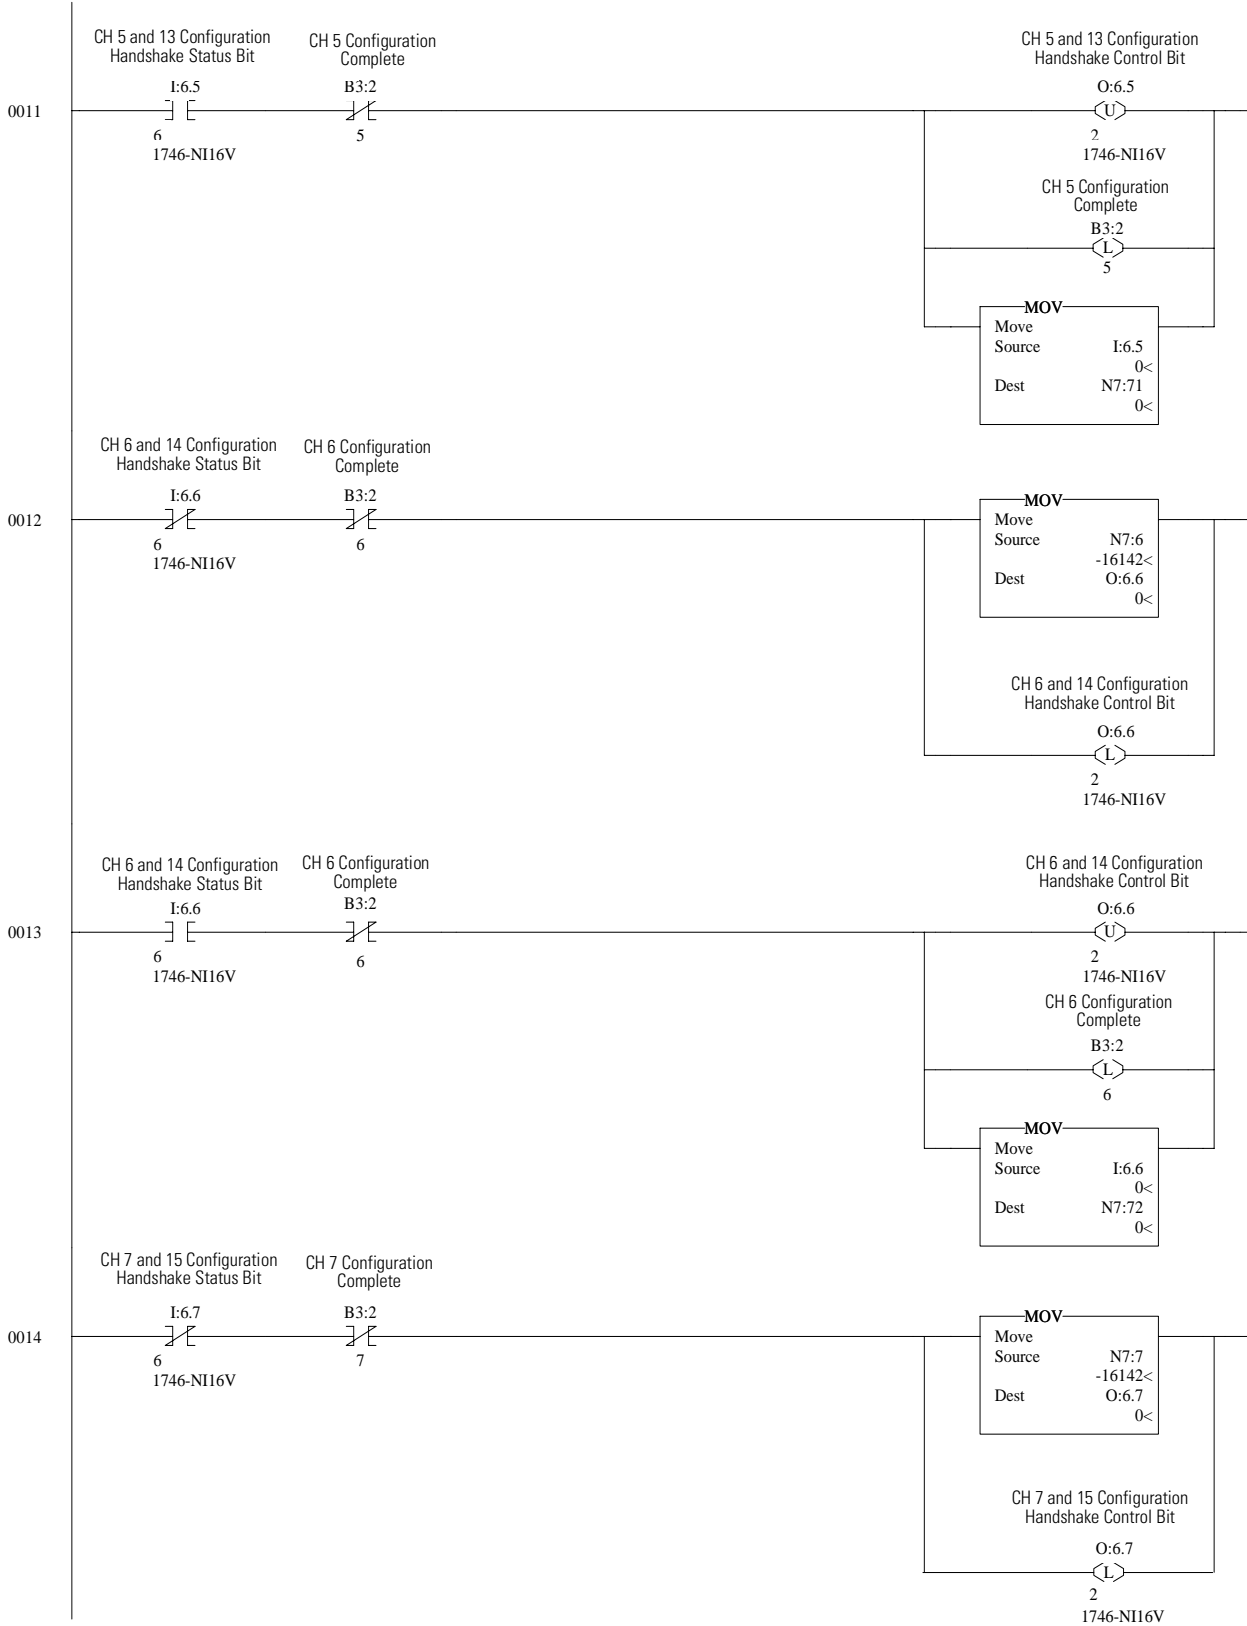 CH 5 and 13 Configuration
Handshake Status Bit
CH 5 Configuration
Complete
CH 5 and 13 Configuration
Handshake Control Bit
I:6.5
B3:2
O:6.5
0011
U
6
5
2
1746-NI16V
1746-NI16V
CH 5 Configuration
Complete
B3:2
L
5
MOV
Move
Source I:6.5
0<
Dest N7:71
0<
CH 6 and 14 Configuration
Handshake Status Bit
CH 6 Configuration
Complete
I:6.6
B3:2
0012
6
6
1746-NI16V
MOV
Move
Source N7:6
-16142<
Dest O:6.6
0<
CH 6 and 14 Configuration
Handshake Control Bit
O:6.6
L
2
1746-NI16V
CH 6 and 14 Configuration
Handshake Status Bit
CH 6 Configuration
Complete
CH 6 and 14 Configuration
Handshake Control Bit
I:6.6
B3:2
O:6.6
0013
U
6
6
2
1746-NI16V
1746-NI16V
CH 6 Configuration
Complete
B3:2
L
6
MOV
Move
Source I:6.6
0<
Dest N7:72
0<
CH 7 and 15 Configuration
Handshake Status Bit
CH 7 Configuration
Complete
I:6.7
B3:2
0014
6
7
1746-NI16V
MOV
Move
Source N7:7
-16142<
Dest O:6.7
0<
CH 7 and 15 Configuration
Handshake Control Bit
O:6.7
L
2
1746-NI16V